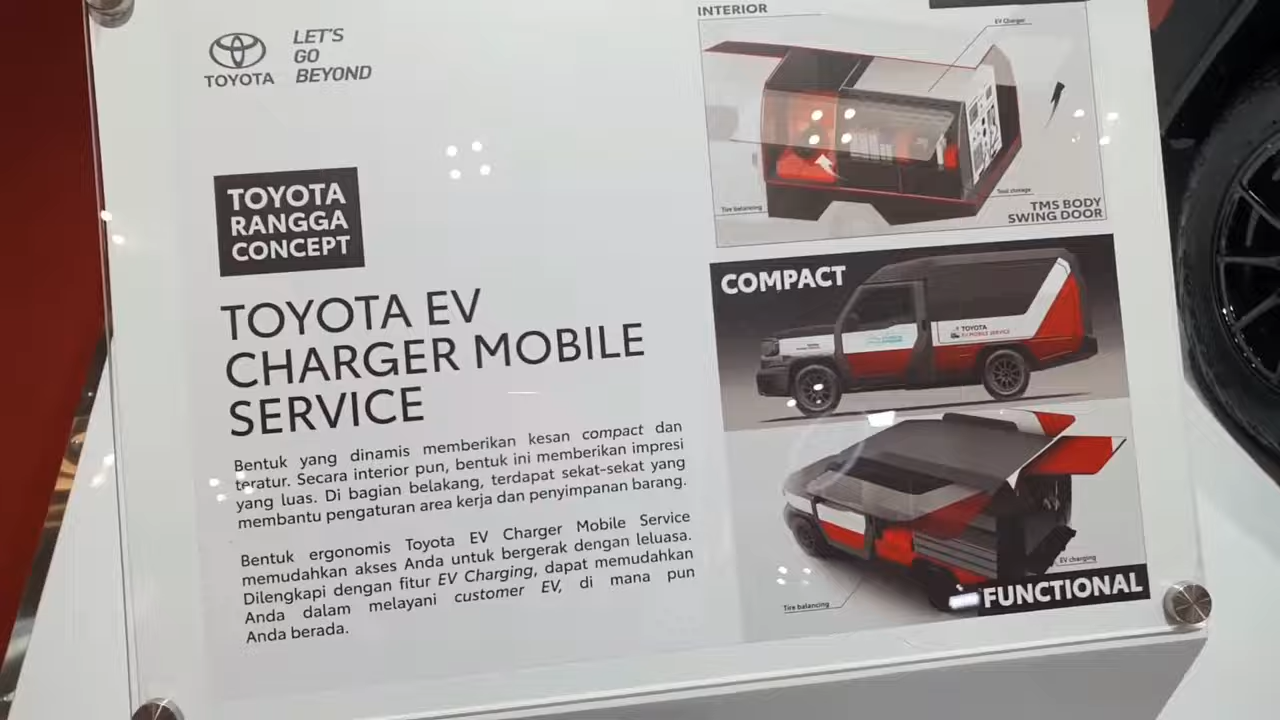 TOYOTA
LET'S
GO
BEYOND
TOYOTA
RANGGA
CONCEPT
TOYOTA EV
CHARGER MOBILE
SERVICE
Bentuk yang dinamis memberikan kesan compact dan
teratur. Secara interior pun, bentuk ini memberikan impresi
yang luas. Di bagian belakang, terdapat sekat-sekat yang
membantu pengaturan area kerja dan penyimpanan barang.
Bentuk ergonomis Toyota EV Charger Mobile Service
memudahkan akses Anda untuk bergerak dengan leluasa.
Dilengkapi dengan fitur EV Charging, dapat memudahkan
Anda dalam melayani customer EV, di mana pun
Anda berada.
INTERIOR
EV Charger
Tire balancing
Tool storage
TMS BODY
SWING DOOR
COMPACT
TOYOTA
EV MOBILE SERVICE
EV charging
Tire balancing
FUNCTIONAL